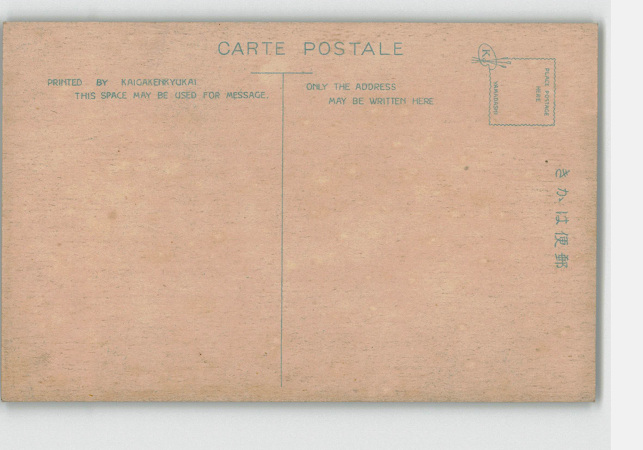 CARTE POSTALE
PRINTED BY KAIGAKENKYUKAI.
THIS SPACE MAY BE USED FOR MESSAGE.
ONLY THE ADDRESS
MAY BE WRITTEN HERE
K
PLACE POSTAGE
HERE
きかは便郵